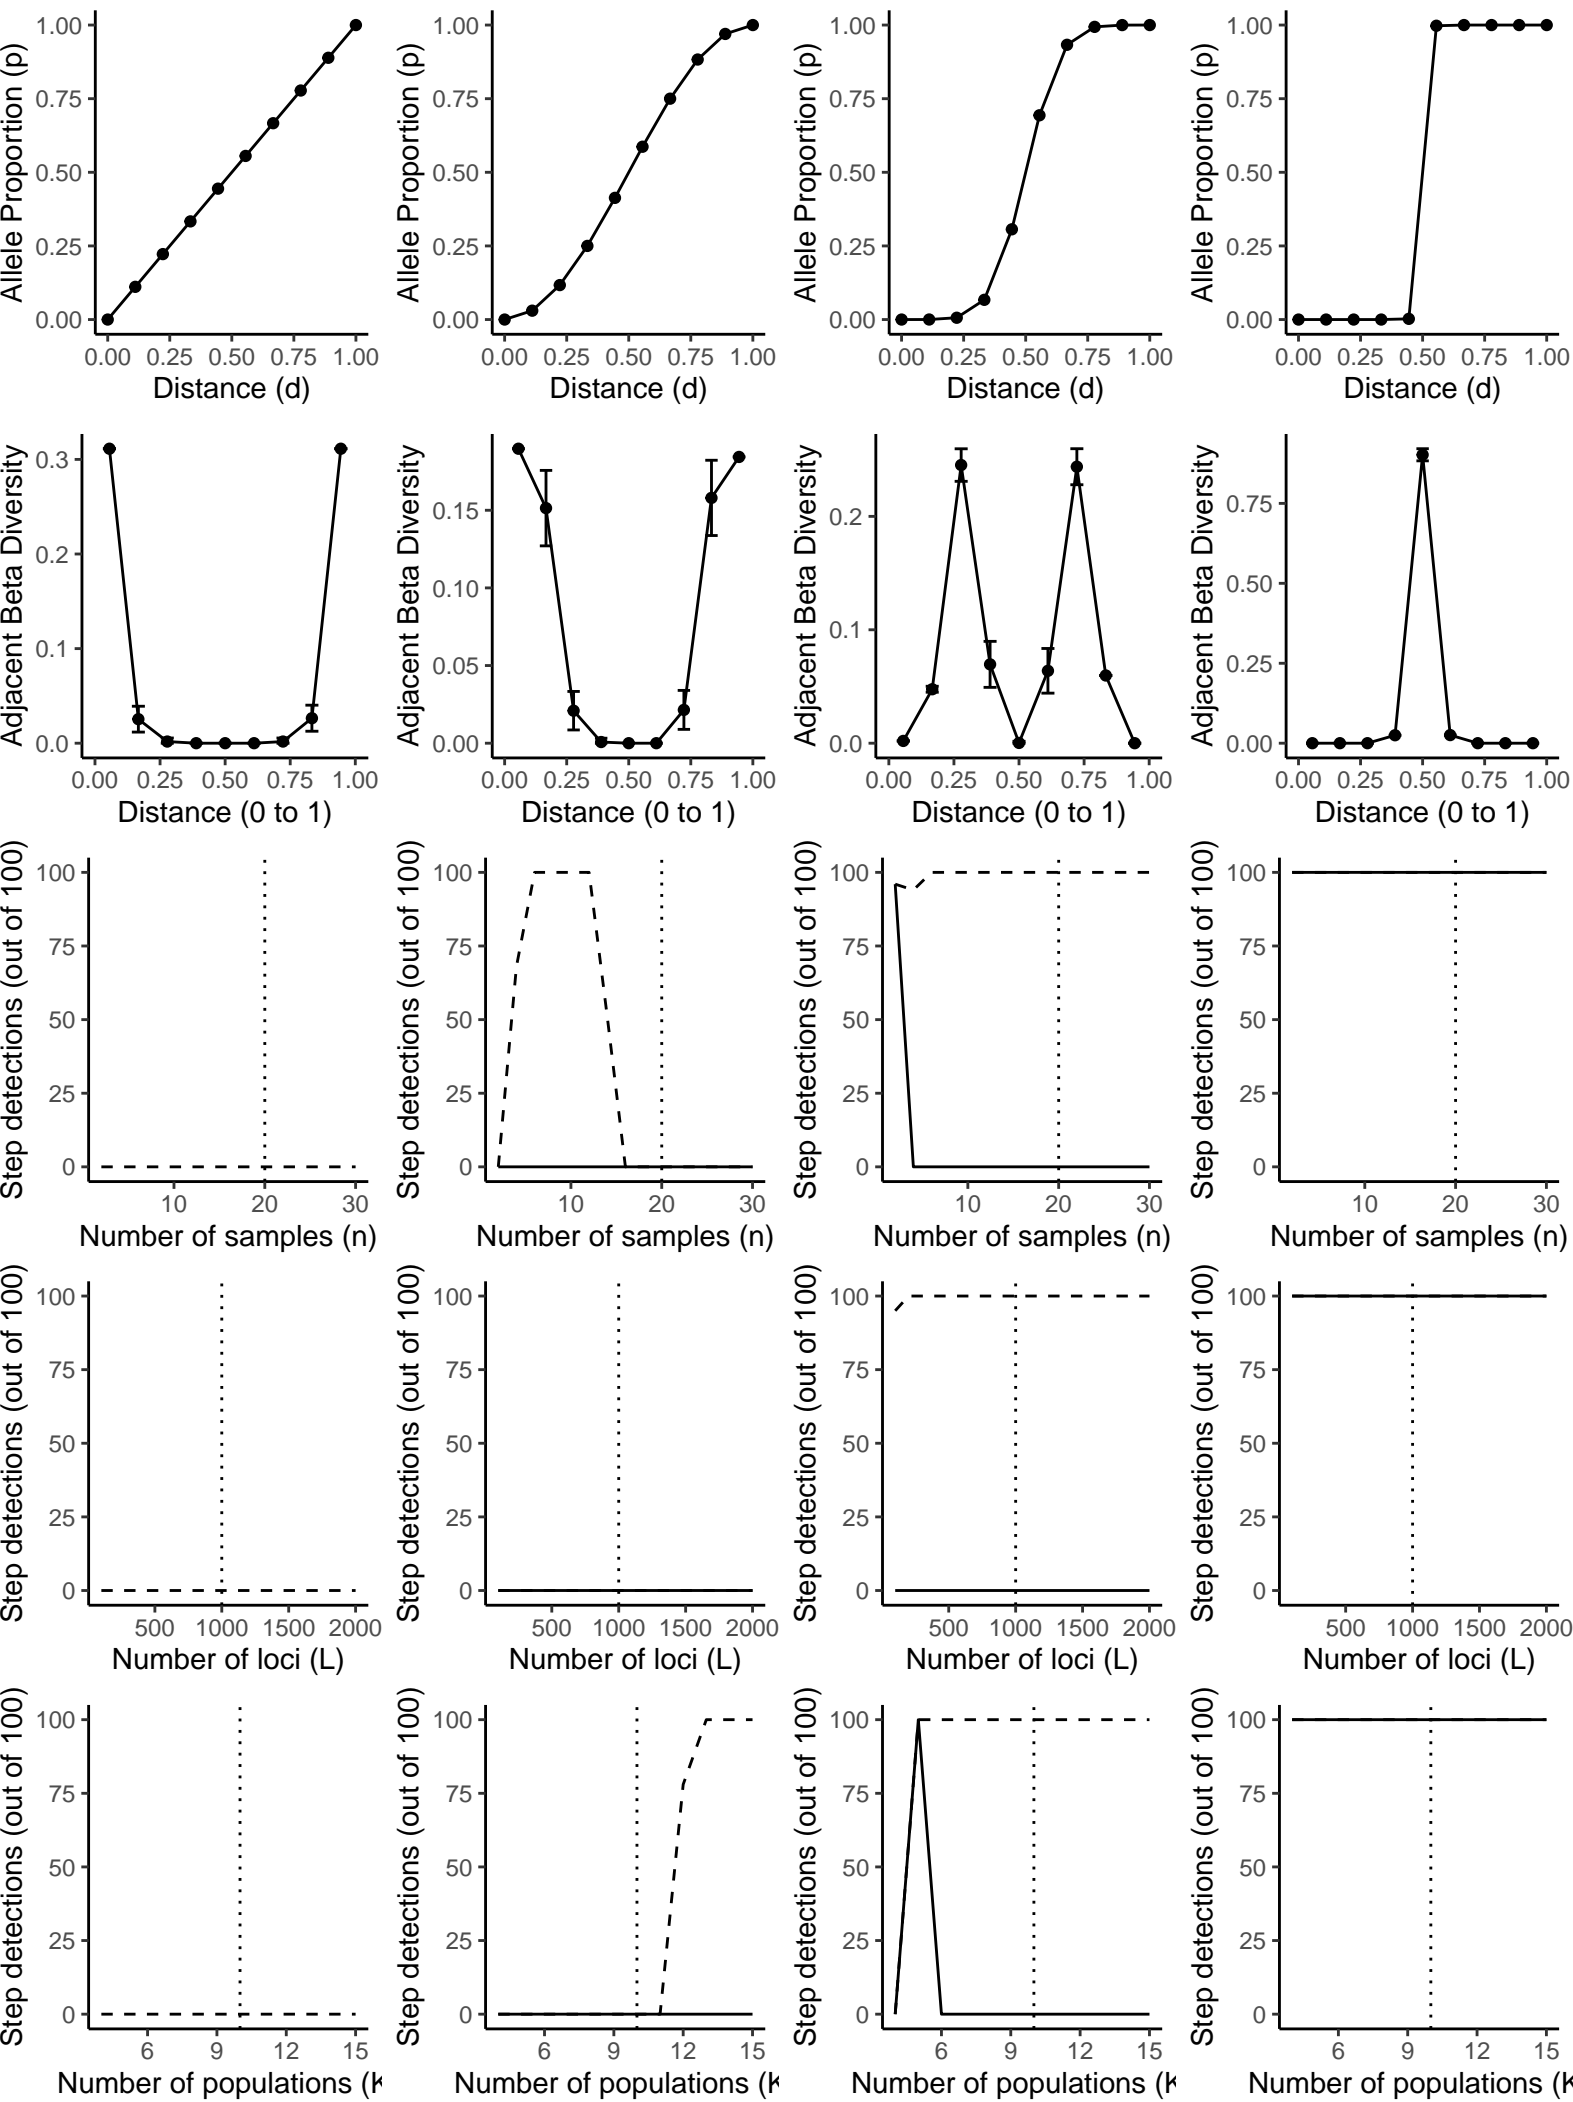 Allele Proportion (p)
1.00
0.75
0.50
0.25
0.00
0.00 0.25 0.50 0.75 1.00
Distance (d)
Allele Proportion (p)
1.00
0.75
0.50
0.25
0.00
0.00 0.25 0.50 0.75 1.00
Distance (d)
Allele Proportion (p)
1.00
0.75
0.50
0.25
0.00
0.00 0.25 0.50 0.75 1.00
Distance (d)
Allele Proportion (p)
1.00
0.75
0.50
0.25
0.00
0.00 0.25 0.50 0.75 1.00
Distance (d)
Adjacent Beta Diversity
0.3
0.2
0.1
0.0
0.00 0.25 0.50 0.75 1.00
Distance (0 to 1)
Adjacent Beta Diversity
0.15
0.10
0.05
0.00
0.00 0.25 0.50 0.75 1.00
Distance (0 to 1)
Adjacent Beta Diversity
0.2
0.1
0.0
0.00 0.25 0.50 0.75 1.00
Distance (0 to 1)
Adjacent Beta Diversity
0.75
0.50
0.25
0.00
0.00 0.25 0.50 0.75 1.00
Distance (0 to 1)
Step detections (out of 100)
100
75
50
25
0
10 20 30
Number of samples (n)
Step detections (out of 100)
100
75
50
25
0
10 20 30
Number of samples (n)
Step detections (out of 100)
100
75
50
25
0
10 20 30
Number of samples (n)
Step detections (out of 100)
100
75
50
25
0
10 20 30
Number of samples (n)
Step detections (out of 100)
100
75
50
25
0
500 1000 1500 2000
Number of loci (L)
Step detections (out of 100)
100
75
50
25
0
500 1000 1500 2000
Number of loci (L)
Step detections (out of 100)
100
75
50
25
0
500 1000 1500 2000
Number of loci (L)
Step detections (out of 100)
100
75
50
25
0
500 1000 1500 2000
Number of loci (L)
Step detections (out of 100)
100
75
50
25
0
6 9 12 15
Number of populations (K
Step detections (out of 100)
100
75
50
25
0
6 9 12 15
Number of populations (K
Step detections (out of 100)
100
75
50
25
0
6 9 12 15
Number of populations (K
Step detections (out of 100)
100
75
50
25
0
6 9 12 15
Number of populations (K